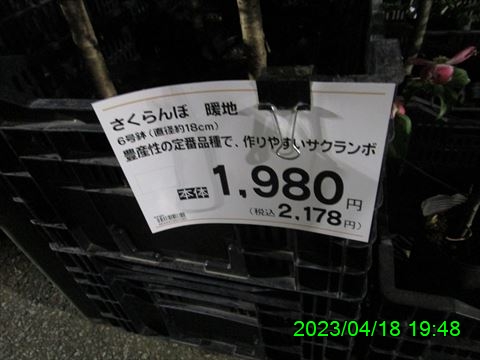 さくらんぼ 暖地
6号鉢(直径約18cm)
豊産性の定番品種で、作りやすいサクランボ
本体 1,980円
(税込 2,178円)
2023/04/18 19:48